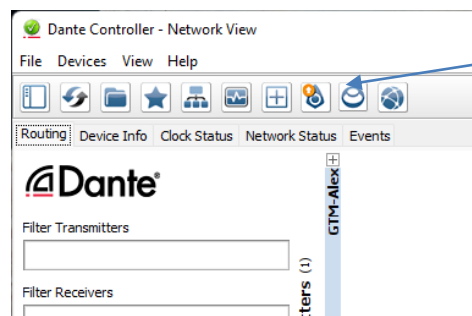 Dante Controller - Network View
File Devices View Help
Routing Device Info Clock Status Network Status Events
Dante®
Filter Transmitters
Filter Receivers
GTM-Alex
(1)